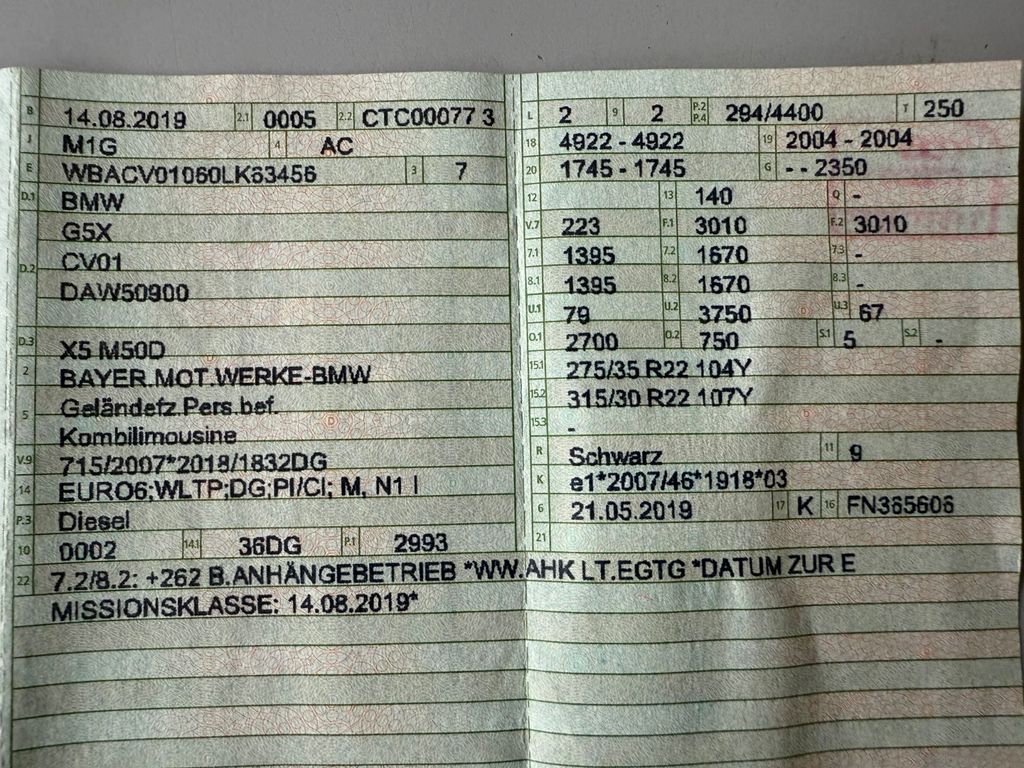 B 14.08.2019 2.1 0005 2.2 CTC00077 3
J M1G 4 AC
E WBACV01060LK63456 3 7
D.1 BMW
G5X
D.2 CV01
DAW50900
D.3 X5 M50D
2 BAYER.MOT.WERKE-BMW
5 Geländefz.Pers.bef.
Kombilimousine
V.9 715/2007*2018/1832DG
14 EURO6;WLTP;DG;PI/CI; M, N1 I
P.3 Diesel
10 0002 14.1 36DG P.1 2993
L 2 9 2 P.2 P.4 294/4400 T 250
18 4922 - 4922 19 2004 - 2004
20 1745 - 1745 G - - 2350
12 13 140 Q -
V.7 223 F.1 3010 F.2 3010
7.1 1395 7.2 1670 7.3 -
8.1 1395 8.2 1670 8.3 -
U.1 79 U.2 3750 U.3 67
O.1 2700 O.2 750 S.1 5 S.2 -
15.1 275/35 R22 104Y
15.2 315/30 R22 107Y
15.3 -
R Schwarz 11 9
K e1*2007/46*1918*03
6 21.05.2019 17 K 16 FN365606
21
22 7.2/8.2: +262 B.ANHÄNGEBETRIEB *WW.AHK LT.EGTG *DATUM ZUR E
MISSIONSKLASSE: 14.08.2019*